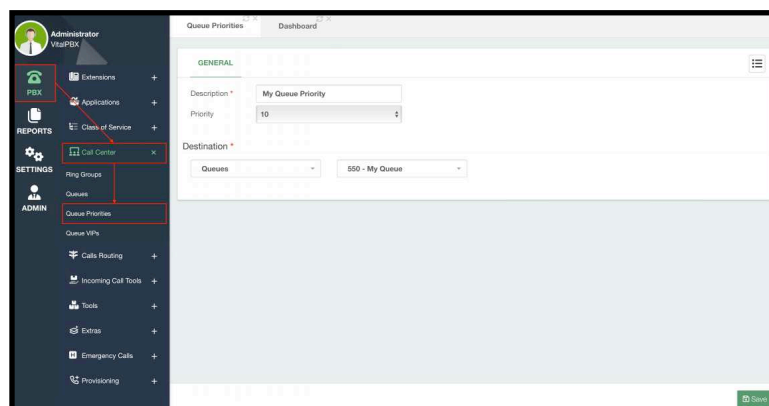 Administrator
VitalPBX
PBX
REPORTS
SETTINGS
ADMIN
Extensions +
Applications +
Class of Service +
Call Center ×
Ring Groups
Queues
Queue Priorities
Queue VIPs
Calls Routing +
Incoming Call Tools +
Tools +
Extras +
Emergency Calls +
Provisioning +
Queue Priorities
Dashboard
GENERAL
Description * My Queue Priority
Priority 10
Destination *
Queues 550 - My Queue
Save